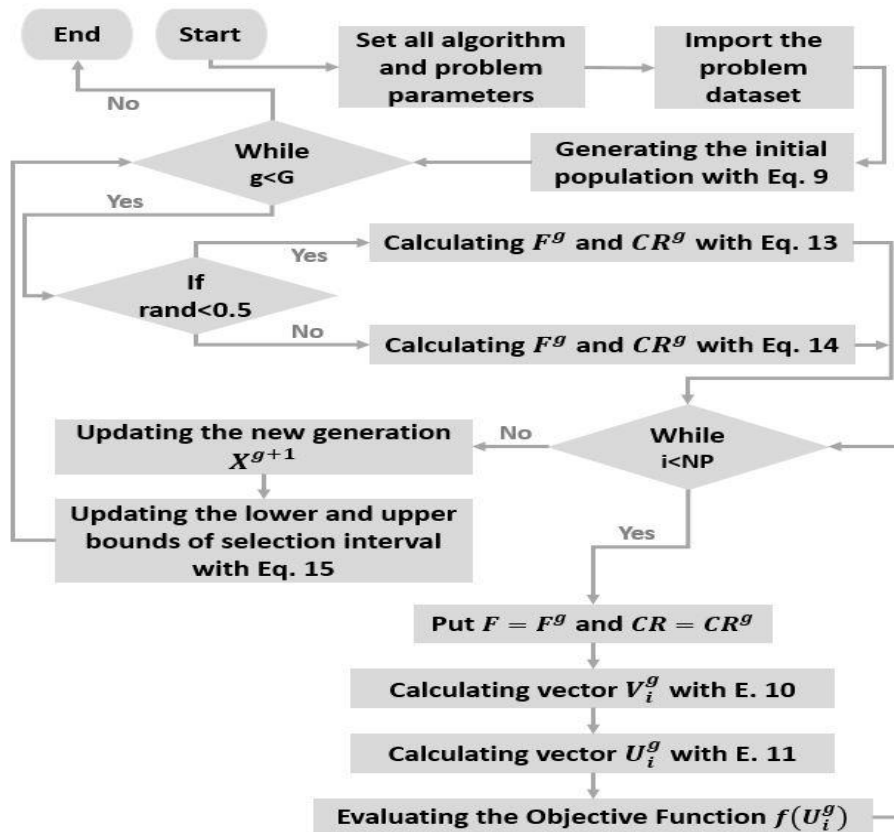 End
Start
Set all algorithm
and problem
parameters
Import the
problem
dataset
No
While
g<G
Generating the initial
population with Eq. 9
Yes
Calculating F^g and CR^g with Eq. 13
Yes
If
rand<0.5
No
Calculating F^g and CR^g with Eq. 14
Updating the new generation
X^{g+1}
No
While
i<NP
Updating the lower and upper
bounds of selection interval
with Eq. 15
Yes
Put F = F^g and CR = CR^g
Calculating vector V_i^g with E. 10
Calculating vector U_i^g with E. 11
Evaluating the Objective Function f(U_i^g)